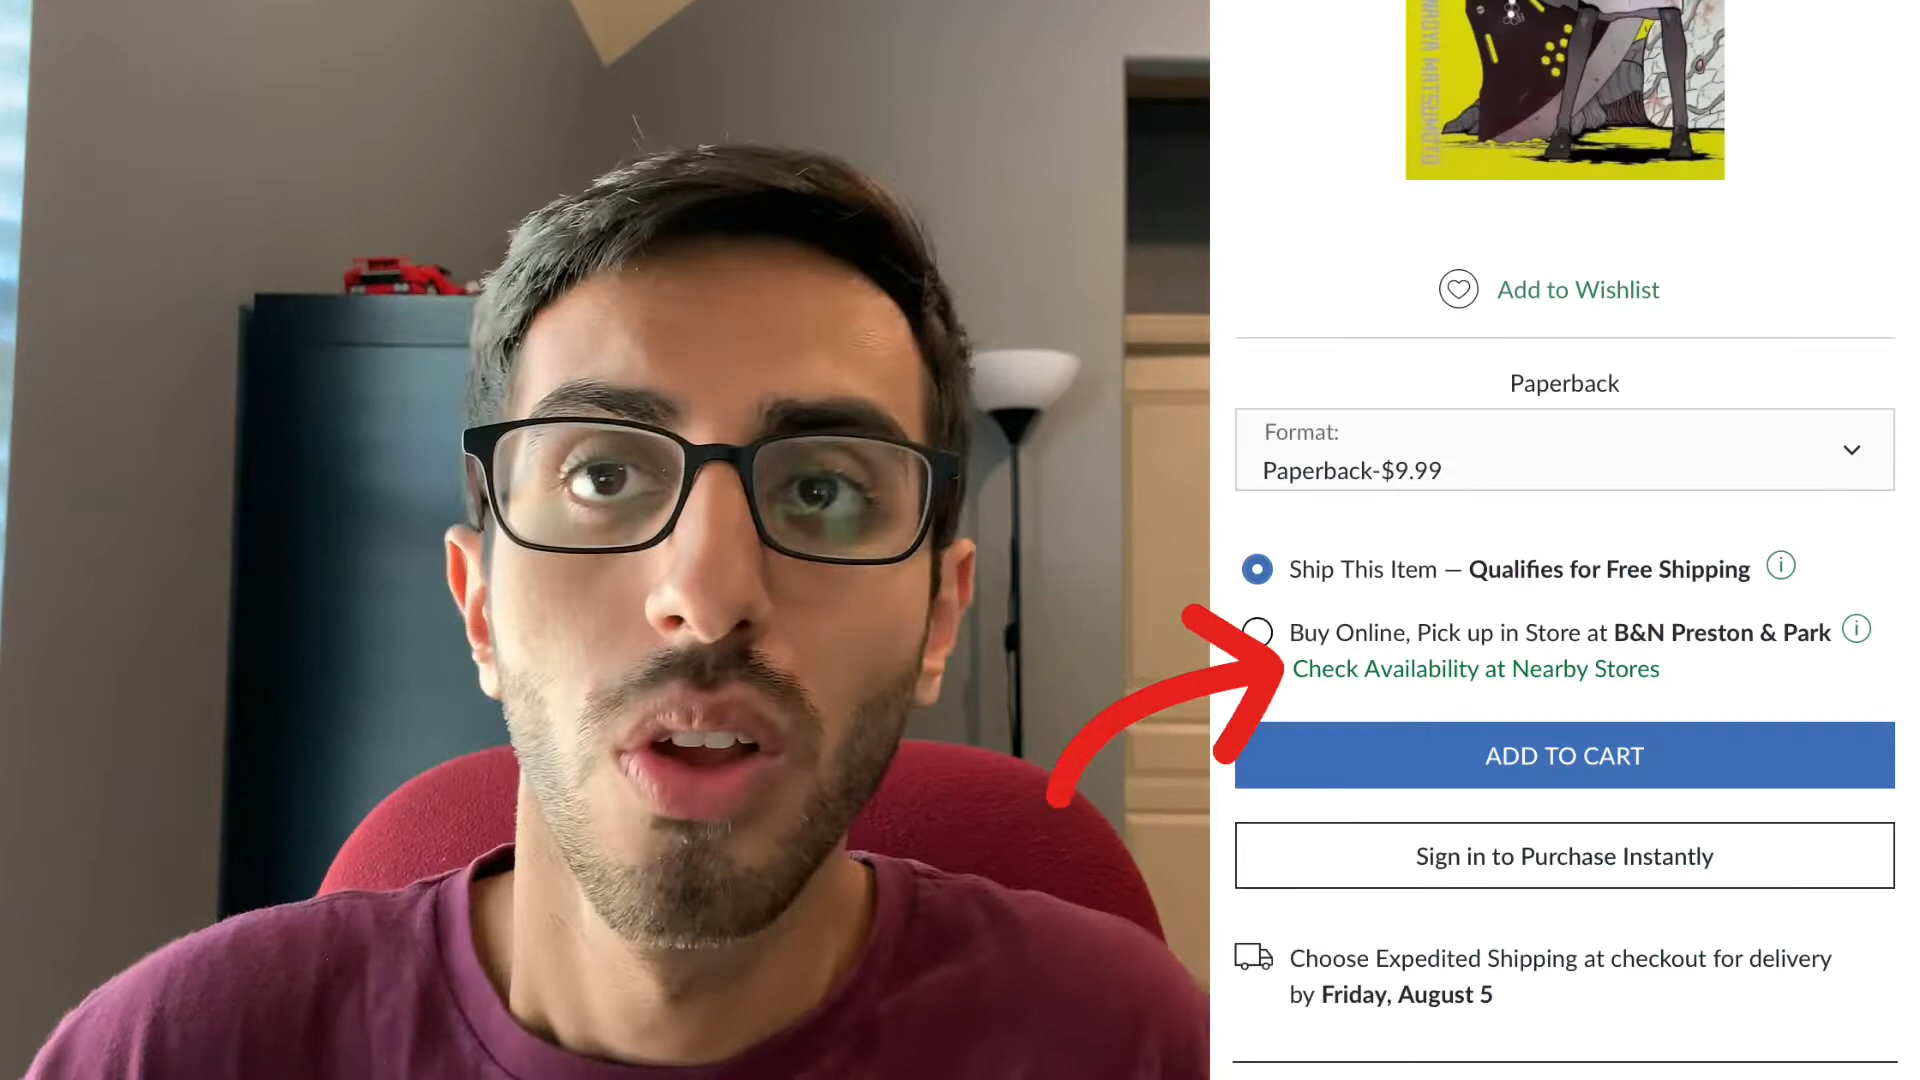 NAOYA MATSUMOTO
Add to Wishlist
Paperback
Format:
Paperback-$9.99
Ship This Item — Qualifies for Free Shipping
Buy Online, Pick up in Store at B&N Preston & Park
Check Availability at Nearby Stores
ADD TO CART
Sign in to Purchase Instantly
Choose Expedited Shipping at checkout for delivery
by Friday, August 5